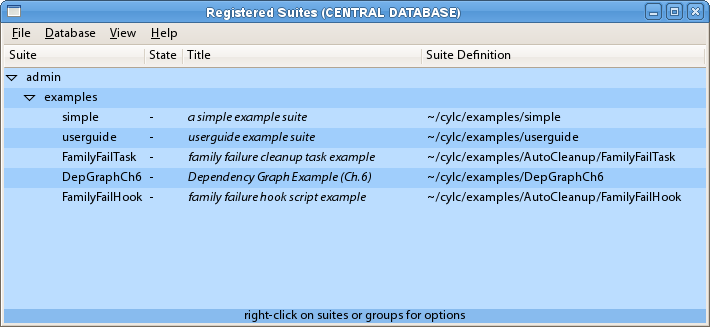 Registered Suites (CENTRAL DATABASE)
File Database View Help
Suite State Title Suite Definition
admin
examples
simple - a simple example suite ~/cylc/examples/simple
userguide - userguide example suite ~/cylc/examples/userguide
FamilyFailTask - family failure cleanup task example ~/cylc/examples/AutoCleanup/FamilyFailTask
DepGraphCh6 - Dependency Graph Example (Ch.6) ~/cylc/examples/DepGraphCh6
FamilyFailHook - family failure hook script example ~/cylc/examples/AutoCleanup/FamilyFailHook
right-click on suites or groups for options